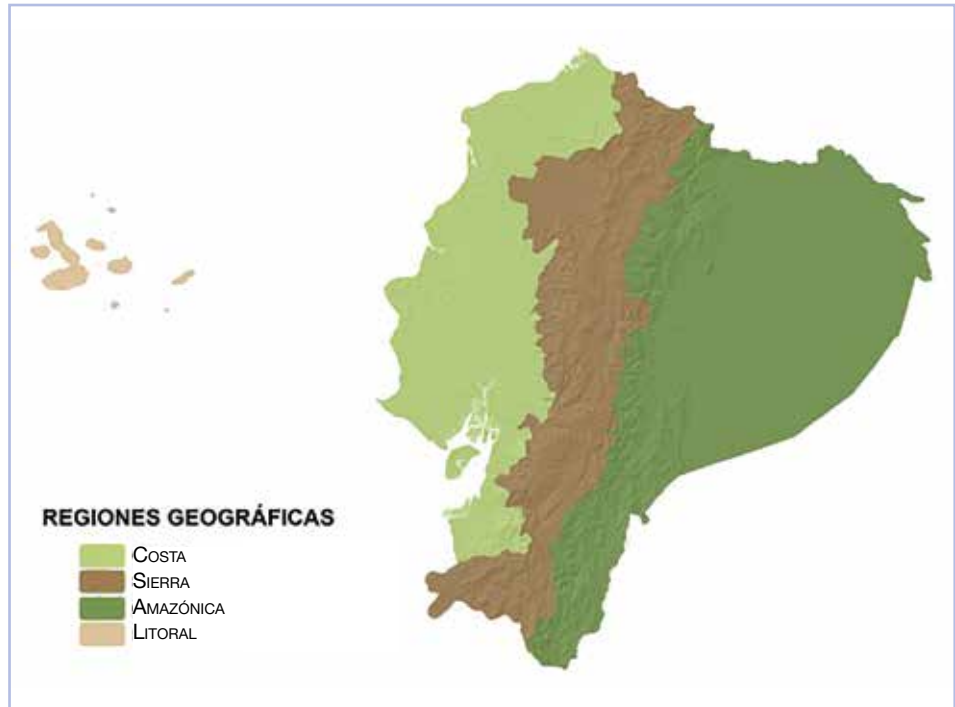 REGIONES GEOGRÁFICAS
COSTA
SIERRA
AMAZÓNICA
LITORAL